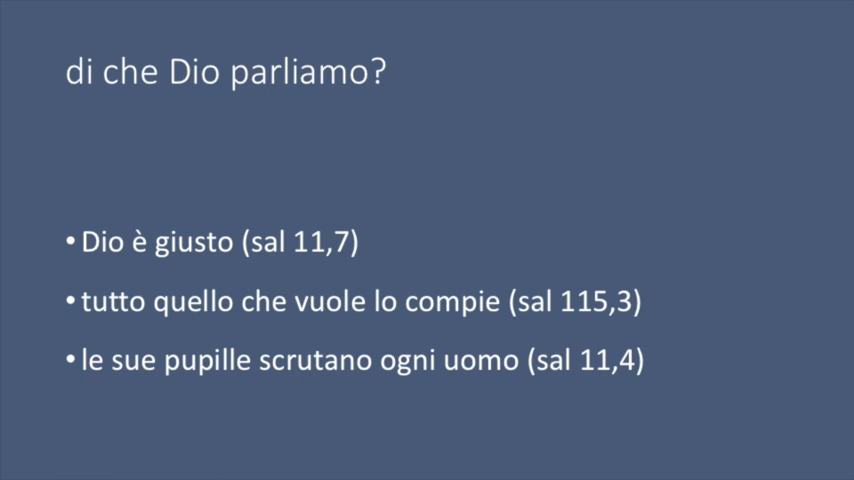 di che Dio parliamo?
• Dio è giusto (sal 11,7)
• tutto quello che vuole lo compie (sal 115,3)
• le sue pupille scrutano ogni uomo (sal 11,4)